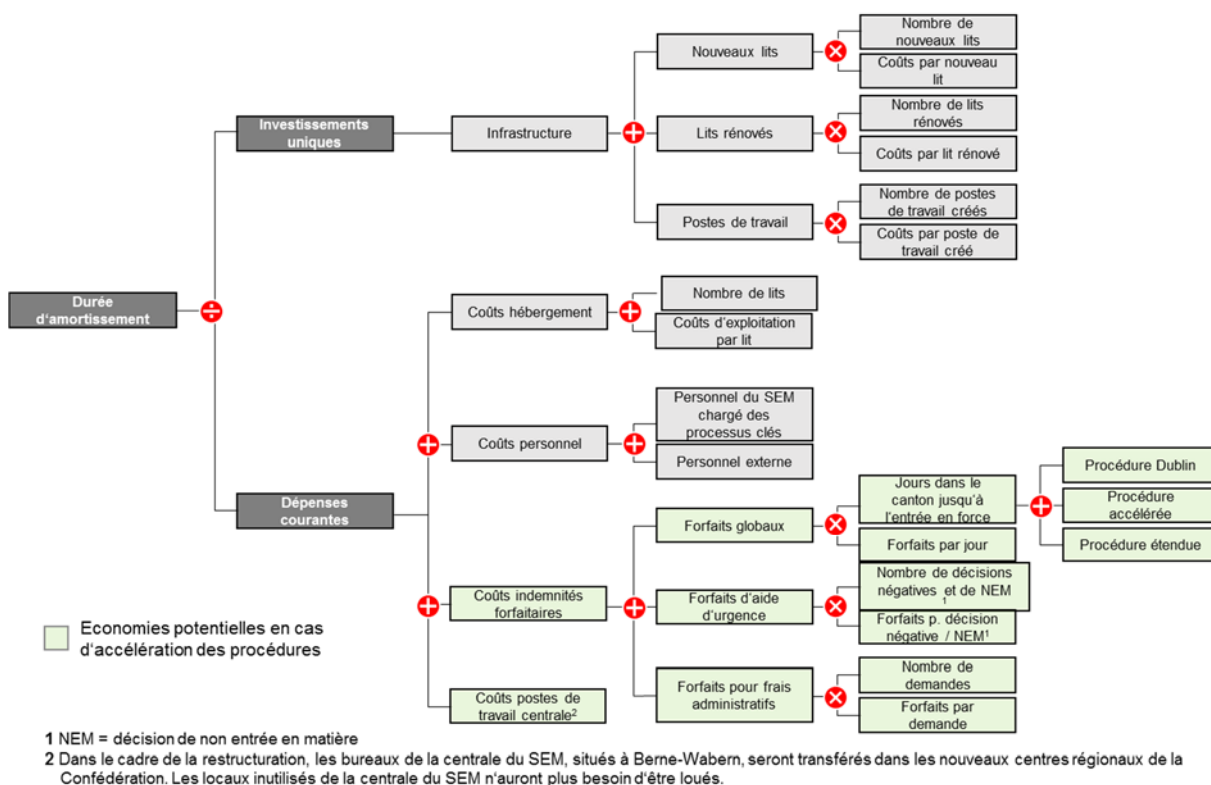 Nombre de
nouveaux lits
Nouveaux lits
Coûts par nouveau
lit
Investissements
uniques
Infrastructure
Nombre de lits
rénovés
Lits rénovés
Coûts par lit rénové
Nombre de postes
de travail créés
Postes de travail
Coûts par poste de
travail créé
Durée
d'amortissement
Coûts hébergement
Nombre de lits
Coûts d'exploitation
par lit
Coûts personnel
Personnel du SEM
chargé des
processus clés
Personnel externe
Dépenses
courantes
Forfaits globaux
Jours dans le
canton jusqu'à
l'entrée en force
Forfaits par jour
Procédure Dublin
Procédure
accélérée
Procédure étendue
Coûts indemnités
forfaitaires
Forfaits d'aide
d'urgence
Nombre de décisions
négatives et de NEM
1
Forfaits p. décision
négative / NEM¹
Economies potentielles en cas
d'accélération des procédures
Coûts postes de
travail centrale²
Forfaits pour frais
administratifs
Nombre de
demandes
Forfaits par
demande
1 NEM = décision de non entrée en matière
2 Dans le cadre de la restructuration, les bureaux de la centrale du SEM, situés à Berne-Wabern, seront transférés dans les nouveaux centres régionaux de la
Confédération. Les locaux inutilisés de la centrale du SEM n'auront plus besoin d'être loués.